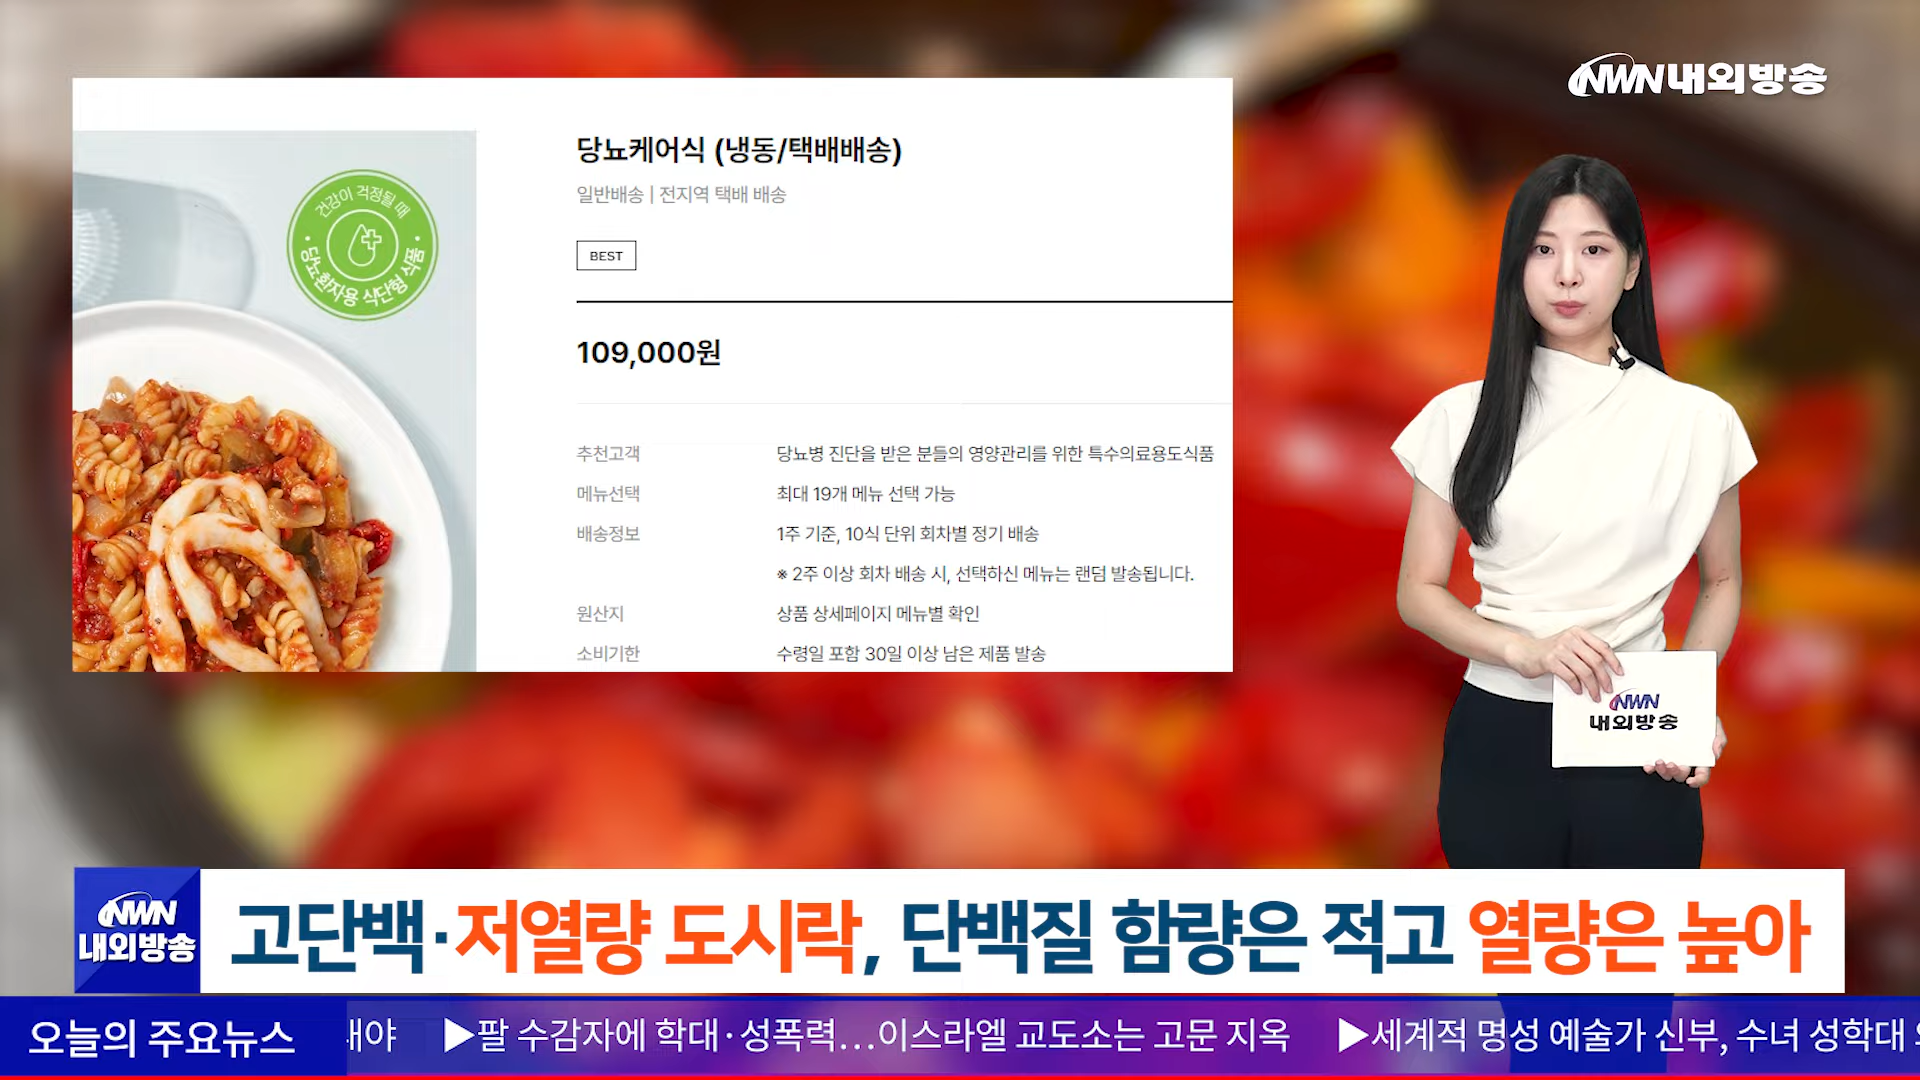 NWN내외방송
당뇨케어식 (냉동/택배배송)
일반배송 | 전지역 택배 배송
BEST
건강이 걱정될 때
당뇨환자용 식단형 식품
109,000원
추천고객 당뇨병 진단을 받은 분들의 영양관리를 위한 특수의료용도식품
메뉴선택 최대 19개 메뉴 선택 가능
배송정보 1주 기준, 10식 단위 회차별 정기 배송
※ 2주 이상 회차 배송 시, 선택하신 메뉴는 랜덤 발송됩니다.
원산지 상품 상세페이지 메뉴별 확인
소비기한 수령일 포함 30일 이상 남은 제품 발송
NWN
내외방송
NWN
내외방송
고단백·저열량 도시락, 단백질 함량은 적고 열량은 높아
오늘의 주요뉴스
▶팔 수감자에 학대·성폭력...이스라엘 교도소는 고문 지옥 ▶세계적 명성 예술가 신부, 수녀 성학대